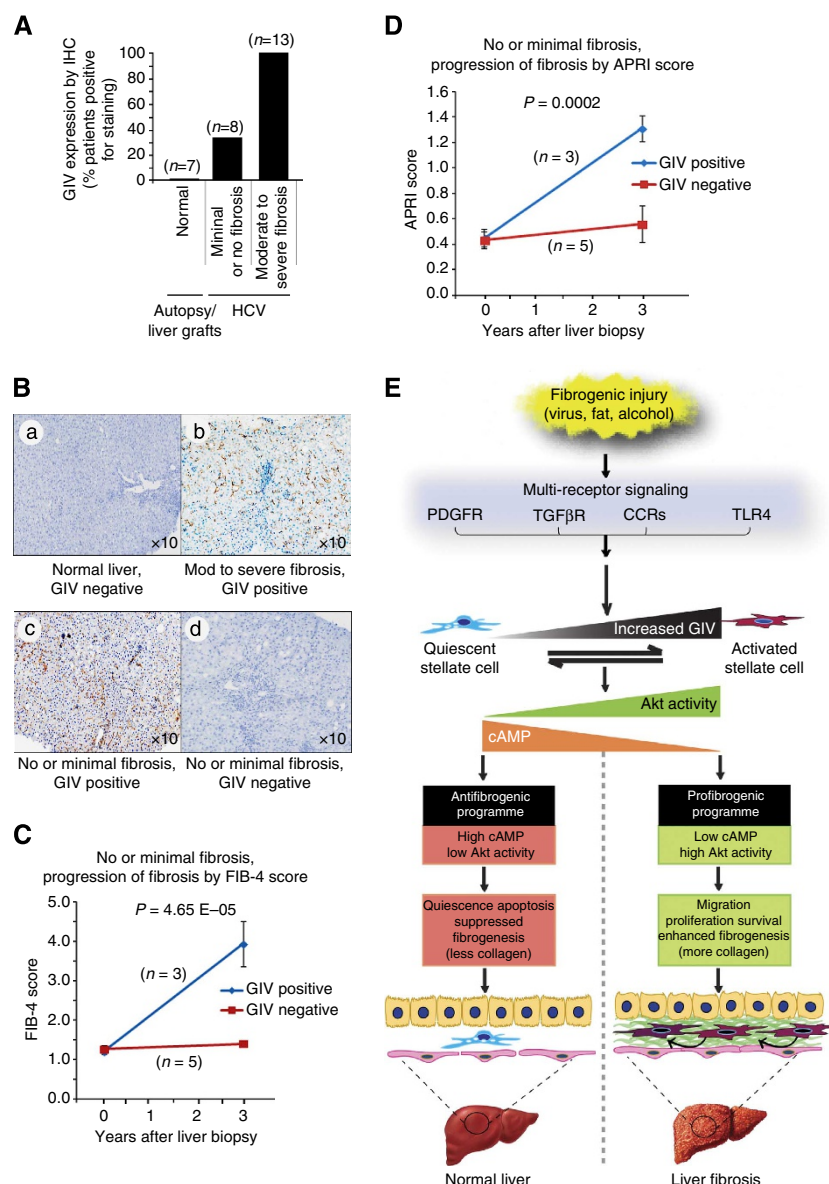 A
GIV expression by IHC
(% patients positive
for staining)
100
80
60
40
20
0
(n=7)
(n=8)
(n=13)
Normal
Mininal
or no fibrosis
Moderate to
severe fibrosis
Autopsy/
liver grafts
HCV
B
a
×10
b
×10
Normal liver,
GIV negative
Mod to severe fibrosis,
GIV positive
c
×10
d
×10
No or minimal fibrosis,
GIV positive
No or minimal fibrosis,
GIV negative
C
No or minimal fibrosis,
progression of fibrosis by FIB-4 score
P = 4.65 E–05
FIB-4 score
5.0
4.0
3.0
2.0
1.0
0.0
(n = 3)
(n = 5)
GIV positive
GIV negative
0 1 2 3
Years after liver biopsy
D
No or minimal fibrosis,
progression of fibrosis by APRI score
P = 0.0002
APRI score
1.6
1.4
1.2
1.0
0.8
0.6
0.4
0.2
0.0
(n = 3)
(n = 5)
GIV positive
GIV negative
0 1 2 3
Years after liver biopsy
E
Fibrogenic injury
(virus, fat, alcohol)
Multi-receptor signaling
PDGFR TGFβR CCRs TLR4
Increased GIV
Quiescent
stellate cell
Activated
stellate cell
Akt activity
cAMP
Antifibrogenic
programme
High cAMP
low Akt activity
Quiescence apoptosis
suppressed
fibrogenesis
(less collagen)
Normal liver
Profibrogenic
programme
Low cAMP
high Akt activity
Migration
proliferation survival
enhanced fibrogenesis
(more collagen)
Liver fibrosis